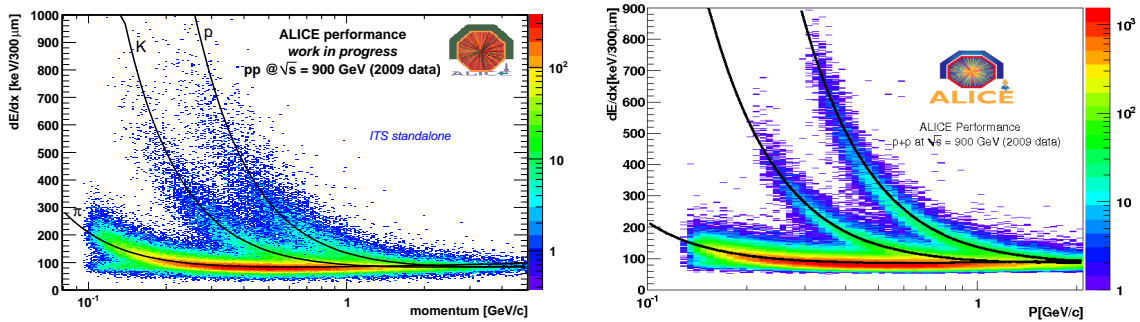 dE/dx [keV/300μm]
1000
900
800
700
600
500
400
300
200
100
0
K
p
π
ALICE performance
work in progress
pp @√s = 900 GeV (2009 data)
ALICE
ITS standalone
10⁻¹
1
momentum [GeV/c]
10²
10
1
dE/dx[keV/300μm]
900
800
700
600
500
400
300
200
100
0
ALICE
ALICE Performance
p+p at √s = 900 GeV (2009 data)
10⁻¹
1
P[GeV/c]
10³
10²
10
1